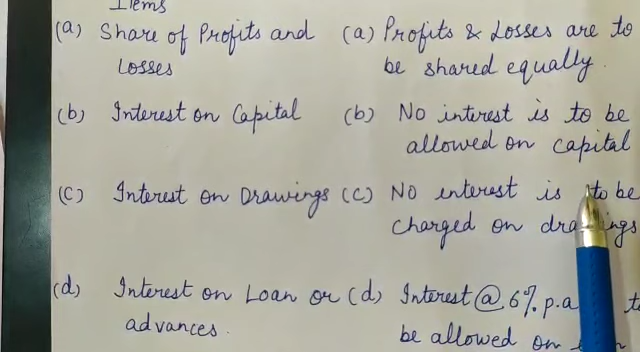 Items
(a) Share of Profits and (a) Profits & Losses are to
Losses be shared equally.
(b) Interest on Capital (b) No interest is to be
allowed on capital
(c) Interest on Drawings (c) No interest is to be
charged on drawings
(d) Interest on Loan or (d) Interest @ 6% p.a
advances. be allowed on